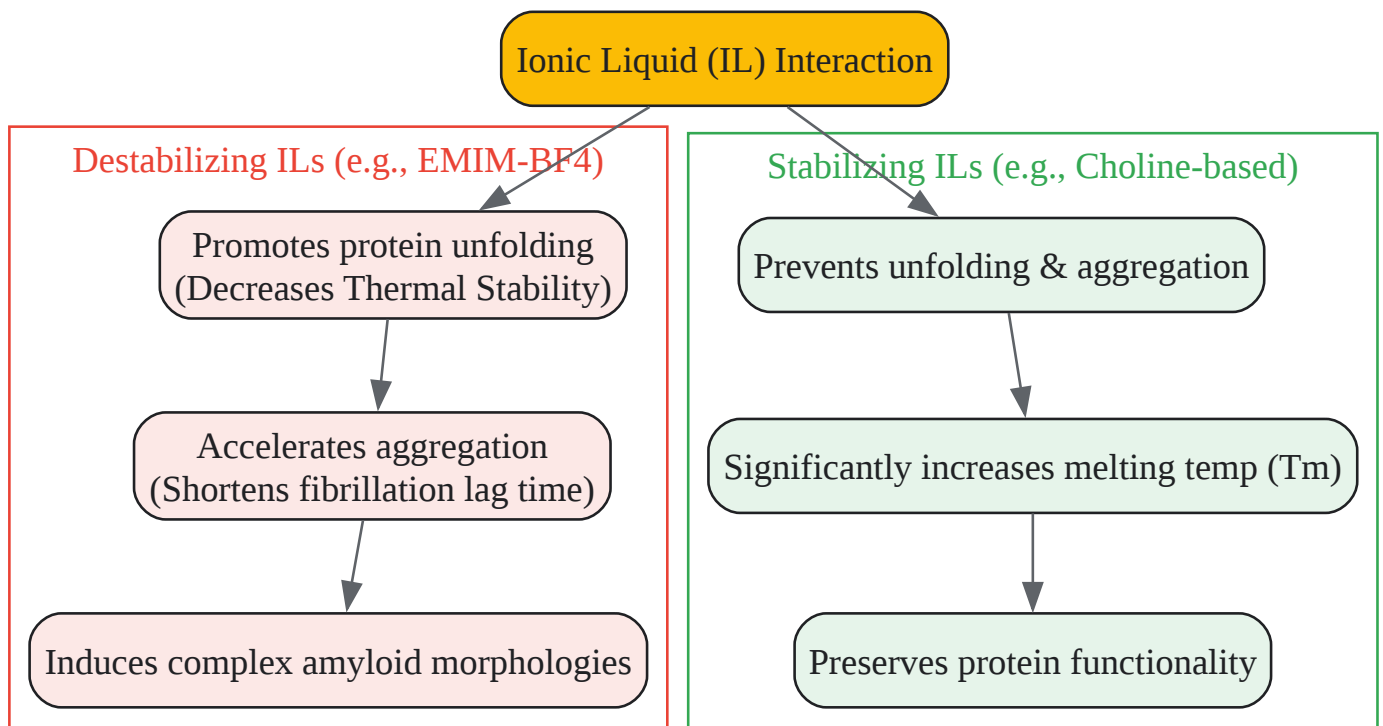 Ionic Liquid (IL) Interaction
Destabilizing ILs (e.g., EMIM-BF4)
Promotes protein unfolding
(Decreases Thermal Stability)
Accelerates aggregation
(Shortens fibrillation lag time)
Induces complex amyloid morphologies
Stabilizing ILs (e.g., Choline-based)
Prevents unfolding & aggregation
Significantly increases melting temp (Tm)
Preserves protein functionality